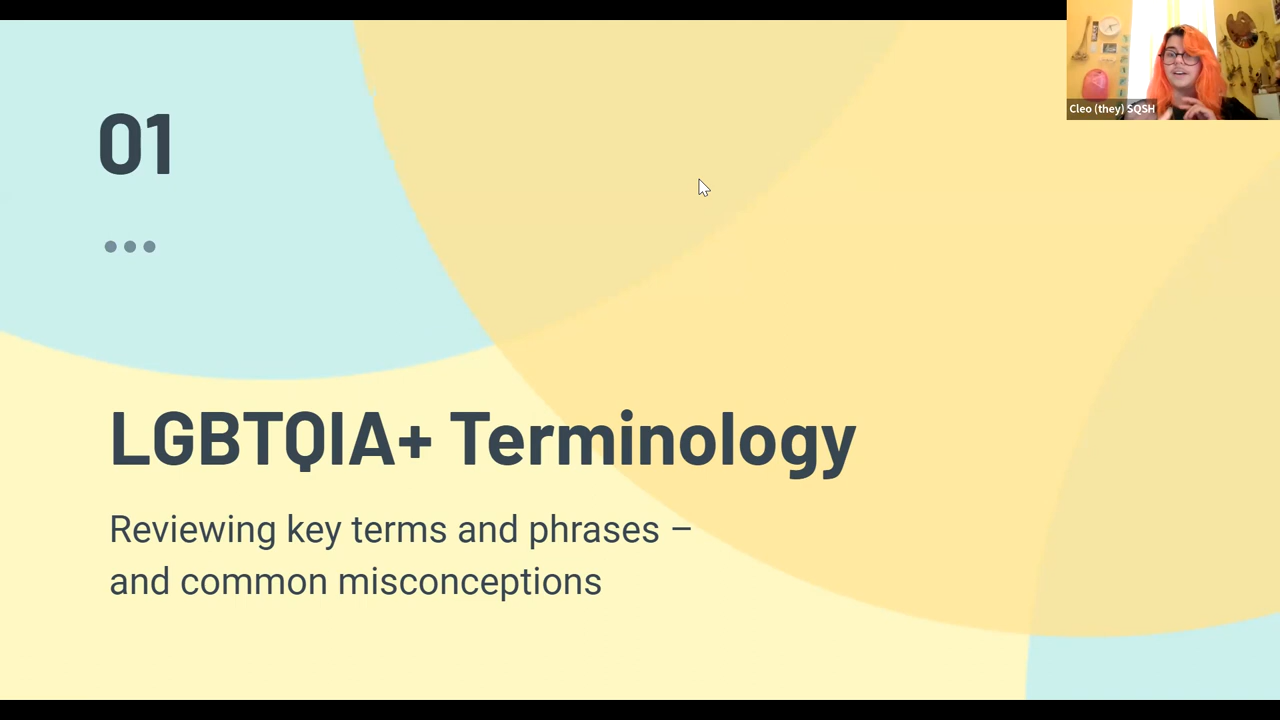 Cleo (they) SQSH
01
LGBTQIA+ Terminology
Reviewing key terms and phrases –
and common misconceptions